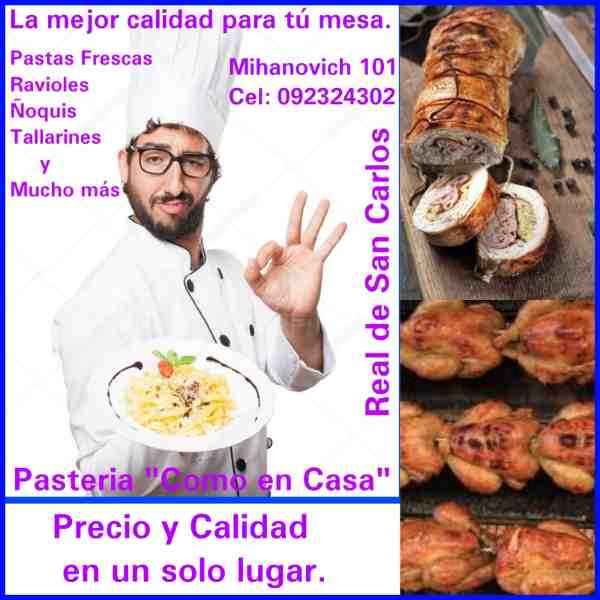 La mejor calidad para tú mesa.
Pastas Frescas
Ravioles
Ñoquis
Tallarines
y
Mucho más
Mihanovich 101
Cel: 092324302
Real de San Carlos
Pasteria "Como en Casa"
Precio y Calidad
en un solo lugar.